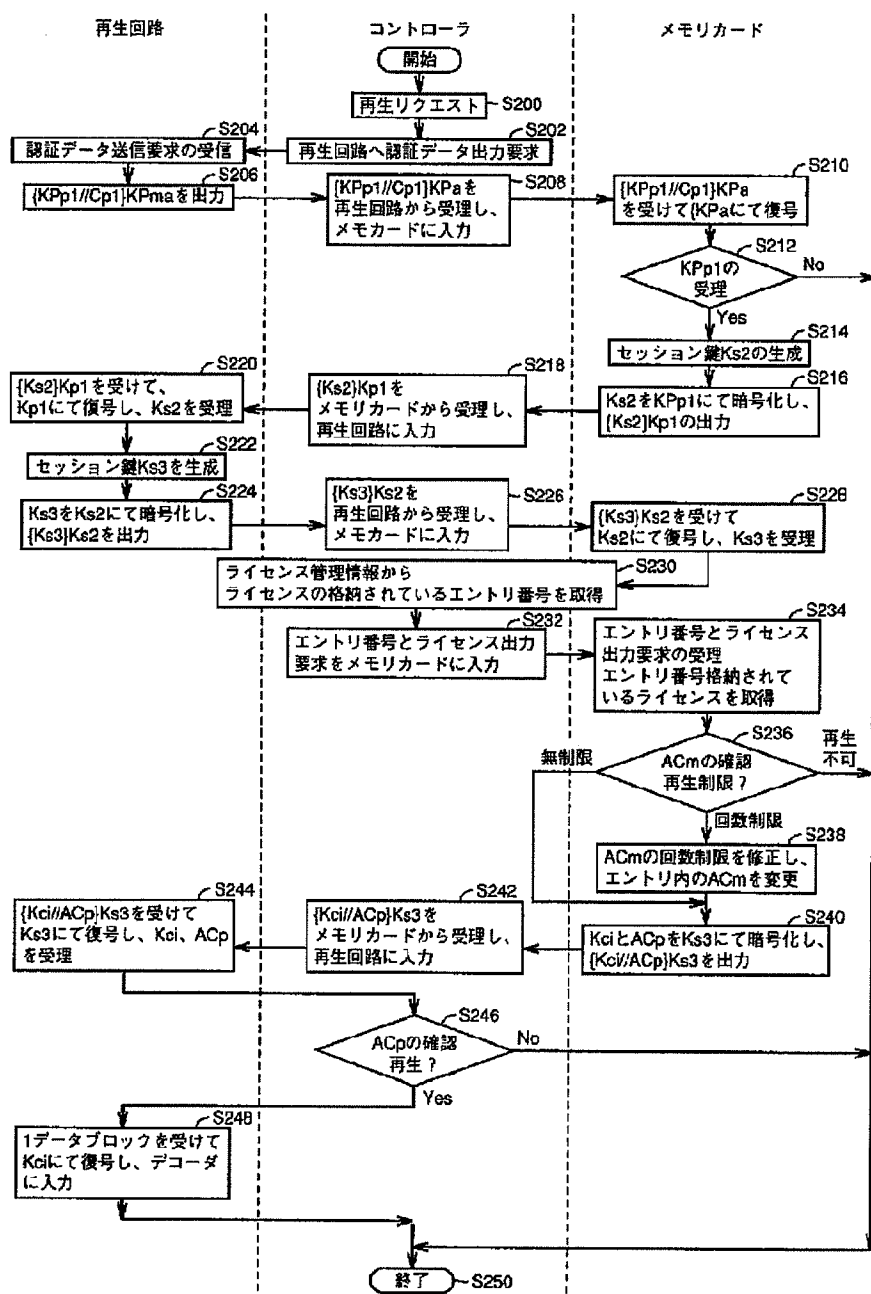 再生回路
コントローラ
メモリカード
開始
再生リクエスト
S200
S204
認証データ送信要求の受信
S202
再生回路へ認証データ出力要求
S206
{KPp1//Cp1}KPmaを出力
S208
{KPp1//Cp1}KPaを
再生回路から受理し、
メモカードに入力
S210
{KPp1//Cp1}KPa
を受けて{KPaにて復号
S212
KPp1の
受理
No
Yes
S214
セッション鍵Ks2の生成
S216
Ks2をKPp1にて暗号化し、
{Ks2}Kp1の出力
S218
{Ks2}Kp1を
メモリカードから受理し、
再生回路に入力
S220
{Ks2}Kp1を受けて、
Kp1にて復号し、Ks2を受理
S222
セッション鍵Ks3を生成
S224
Ks3をKs2にて暗号化し、
{Ks3}Ks2を出力
S226
{Ks3}Ks2を
再生回路から受理し、
メモカードに入力
S228
{Ks3}Ks2を受けて
Ks2にて復号し、Ks3を受理
S230
ライセンス管理情報から
ライセンスの格納されているエントリ番号を取得
S232
エントリ番号とライセンス出力
要求をメモリカードに入力
S234
エントリ番号とライセンス
出力要求の受理
エントリ番号格納されて
いるライセンスを取得
S236
ACmの確認
再生制限？
無制限
再生
不可
回数制限
S238
ACmの回数制限を修正し、
エントリ内のACmを変更
S240
KciとACpをKs3にて暗号化し、
{Kci//ACp}Ks3を出力
S242
{Kci//ACp}Ks3を
メモリカードから受理し、
再生回路に入力
S244
{Kci//ACp}Ks3を受けて
Ks3にて復号し、Kci、ACp
を受理
S246
ACpの確認
再生？
No
Yes
S248
1データブロックを受けて
Kciにて復号し、デコーダ
に入力
終了
S250